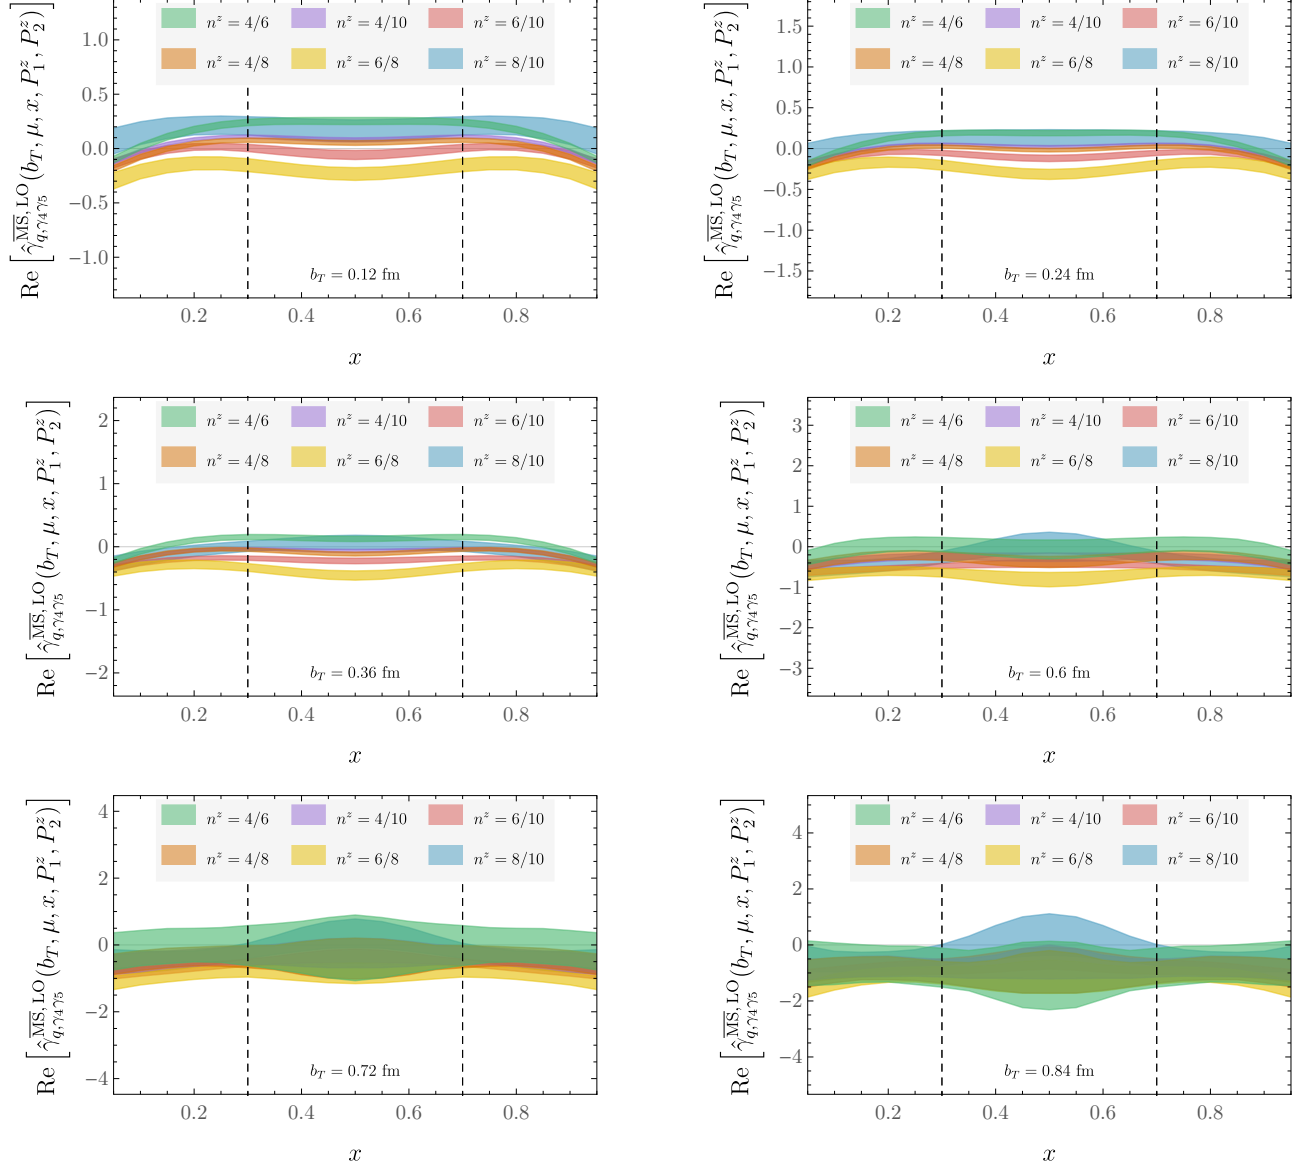 n^z = 4/6 n^z = 4/10 n^z = 6/10
n^z = 4/8 n^z = 6/8 n^z = 8/10
Re [γ̂^{MS̅, LO}_{q,γ4γ5}(b_T, μ, x, P_1^z, P_2^z)]
1.0
0.5
0.0
−0.5
−1.0
b_T = 0.12 fm
0.2 0.4 0.6 0.8
x
n^z = 4/6 n^z = 4/10 n^z = 6/10
n^z = 4/8 n^z = 6/8 n^z = 8/10
Re [γ̂^{MS̅, LO}_{q,γ4γ5}(b_T, μ, x, P_1^z, P_2^z)]
1.5
1.0
0.5
0.0
−0.5
−1.0
−1.5
b_T = 0.24 fm
0.2 0.4 0.6 0.8
x
n^z = 4/6 n^z = 4/10 n^z = 6/10
n^z = 4/8 n^z = 6/8 n^z = 8/10
Re [γ̂^{MS̅, LO}_{q,γ4γ5}(b_T, μ, x, P_1^z, P_2^z)]
2
1
0
−1
−2
b_T = 0.36 fm
0.2 0.4 0.6 0.8
x
n^z = 4/6 n^z = 4/10 n^z = 6/10
n^z = 4/8 n^z = 6/8 n^z = 8/10
Re [γ̂^{MS̅, LO}_{q,γ4γ5}(b_T, μ, x, P_1^z, P_2^z)]
3
2
1
0
−1
−2
−3
b_T = 0.6 fm
0.2 0.4 0.6 0.8
x
n^z = 4/6 n^z = 4/10 n^z = 6/10
n^z = 4/8 n^z = 6/8 n^z = 8/10
Re [γ̂^{MS̅, LO}_{q,γ4γ5}(b_T, μ, x, P_1^z, P_2^z)]
4
2
0
−2
−4
b_T = 0.72 fm
0.2 0.4 0.6 0.8
x
n^z = 4/6 n^z = 4/10 n^z = 6/10
n^z = 4/8 n^z = 6/8 n^z = 8/10
Re [γ̂^{MS̅, LO}_{q,γ4γ5}(b_T, μ, x, P_1^z, P_2^z)]
4
2
0
−2
−4
b_T = 0.84 fm
0.2 0.4 0.6 0.8
x